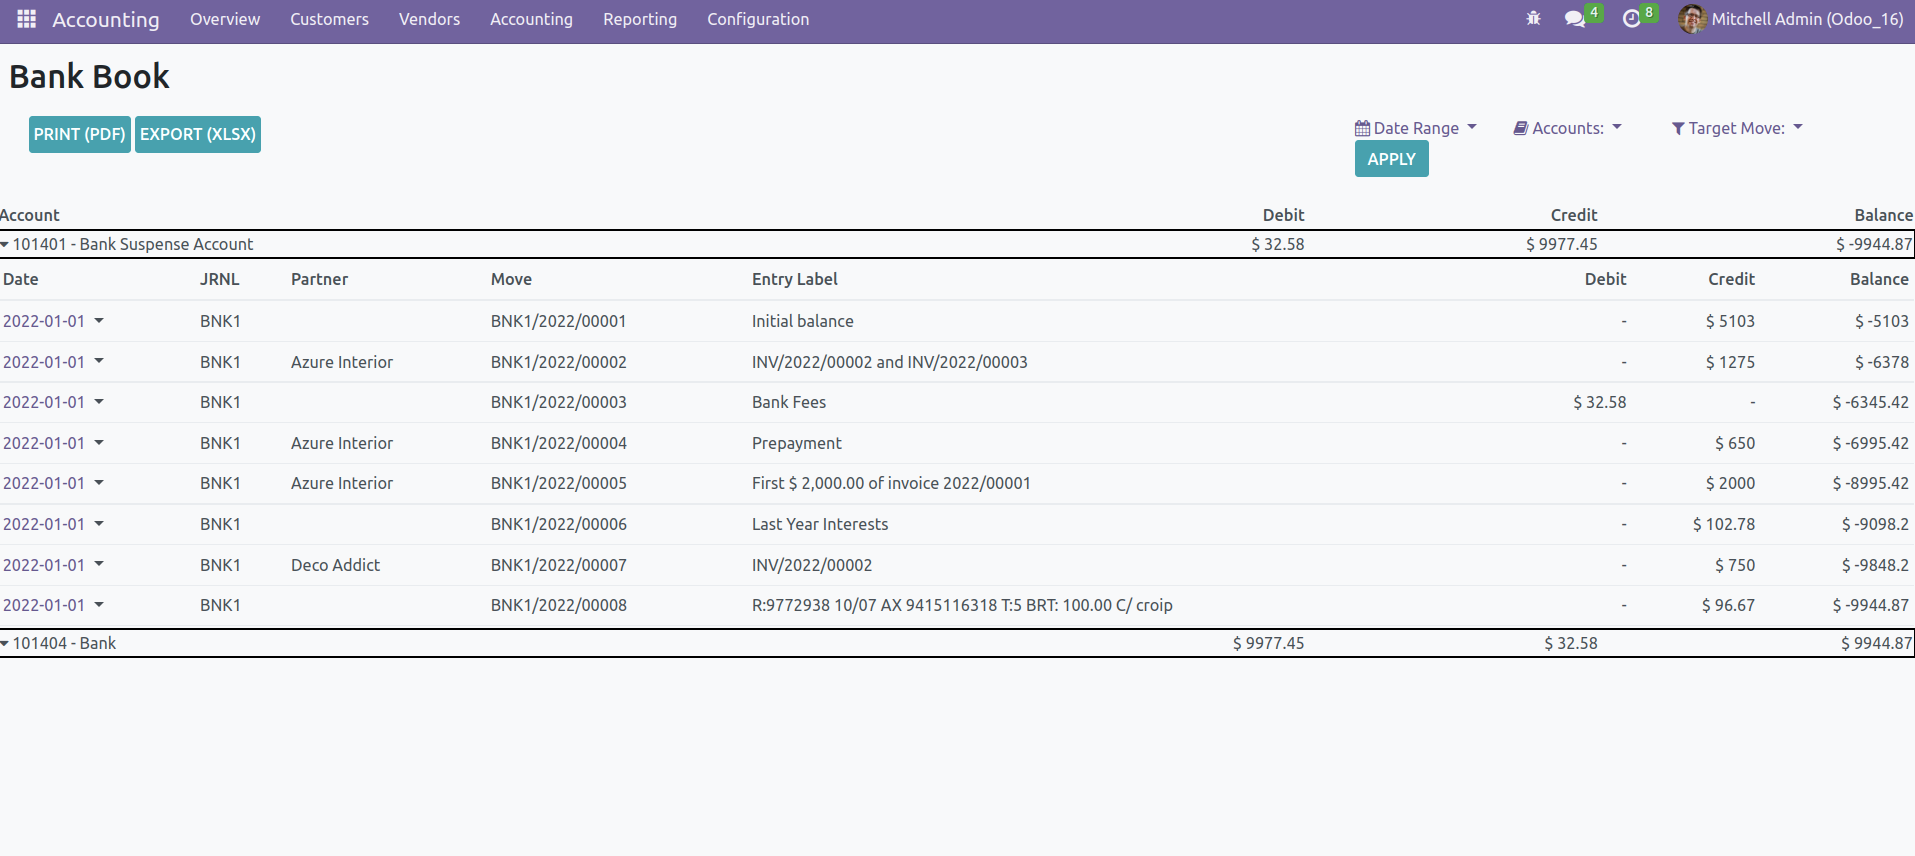 Accounting Overview Customers Vendors Accounting Reporting Configuration 4 8 Mitchell Admin (Odoo_16)
Bank Book
PRINT (PDF) EXPORT (XLSX) Date Range Accounts: Target Move:
APPLY
Account Debit Credit Balance
101401 - Bank Suspense Account $ 32.58 $ 9977.45 $ -9944.87
Date JRNL Partner Move Entry Label Debit Credit Balance
2022-01-01 BNK1 BNK1/2022/00001 Initial balance - $ 5103 $ -5103
2022-01-01 BNK1 Azure Interior BNK1/2022/00002 INV/2022/00002 and INV/2022/00003 - $ 1275 $ -6378
2022-01-01 BNK1 BNK1/2022/00003 Bank Fees $ 32.58 - $ -6345.42
2022-01-01 BNK1 Azure Interior BNK1/2022/00004 Prepayment - $ 650 $ -6995.42
2022-01-01 BNK1 Azure Interior BNK1/2022/00005 First $ 2,000.00 of invoice 2022/00001 - $ 2000 $ -8995.42
2022-01-01 BNK1 BNK1/2022/00006 Last Year Interests - $ 102.78 $ -9098.2
2022-01-01 BNK1 Deco Addict BNK1/2022/00007 INV/2022/00002 - $ 750 $ -9848.2
2022-01-01 BNK1 BNK1/2022/00008 R:9772938 10/07 AX 9415116318 T:5 BRT: 100.00 C/ croip - $ 96.67 $ -9944.87
101404 - Bank $ 9977.45 $ 32.58 $ 9944.87